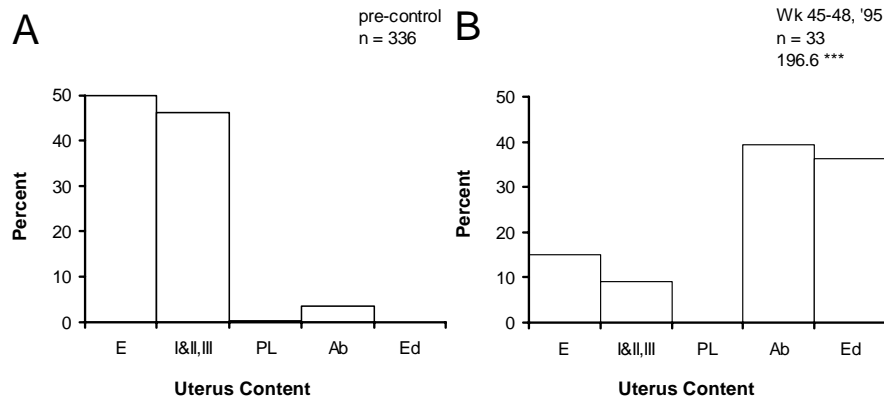 A
pre-control
n = 336
50
40
30
20
10
0
Percent
E I&II,III PL Ab Ed
Uterus Content
B
Wk 45-48, '95
n = 33
196.6 ***
50
40
30
20
10
0
Percent
E I&II,III PL Ab Ed
Uterus Content